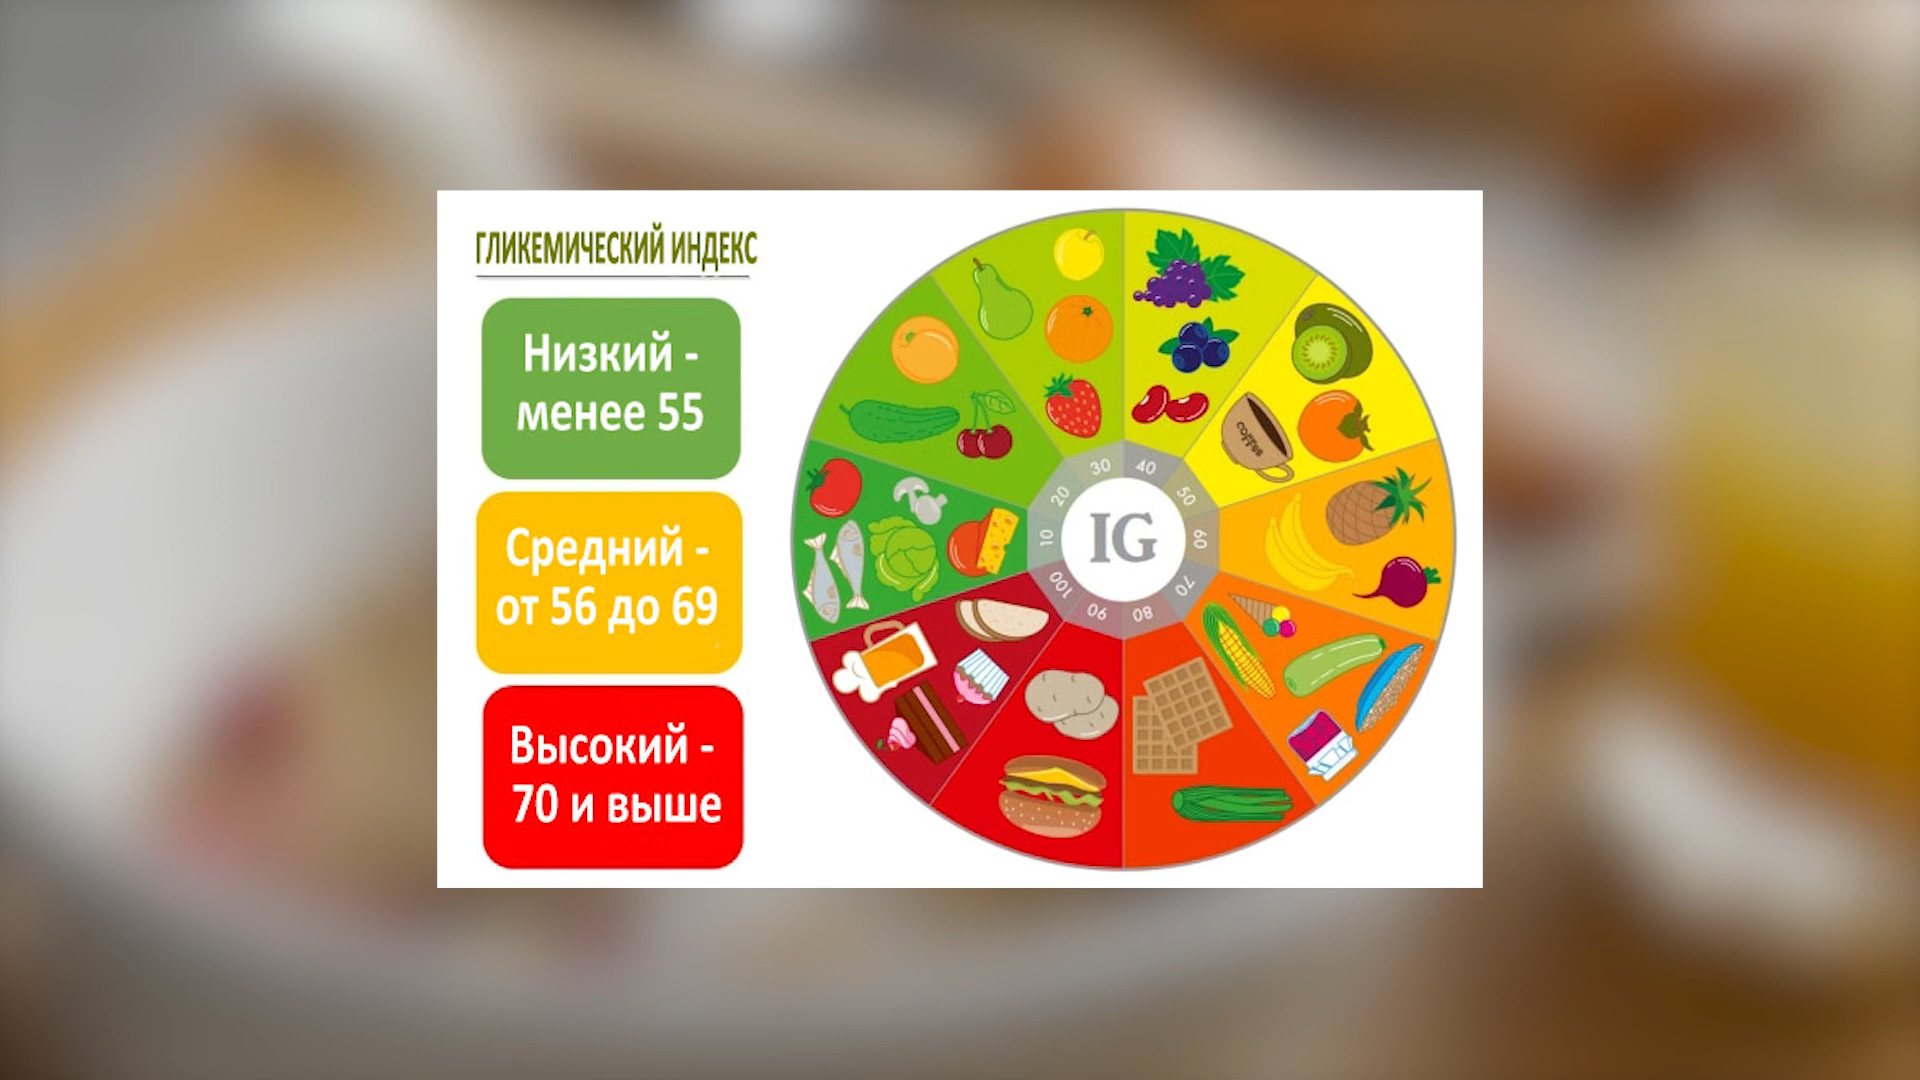 ГЛИКЕМИЧЕСКИЙ ИНДЕКС
Низкий -
менее 55
Средний -
от 56 до 69
Высокий -
70 и выше
10
20
30
40
50
60
70
80
90
100
IG
coffee